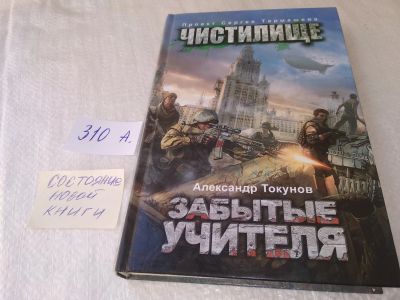 Проект Сергея Тармашева
ЧИСТИЛИЩЕ
310 А.
СОСТОЯНИЕ
НОВОЙ
КНИГИ
Александр Токунов
ЗАБЫТЫЕ
УЧИТЕЛЯ